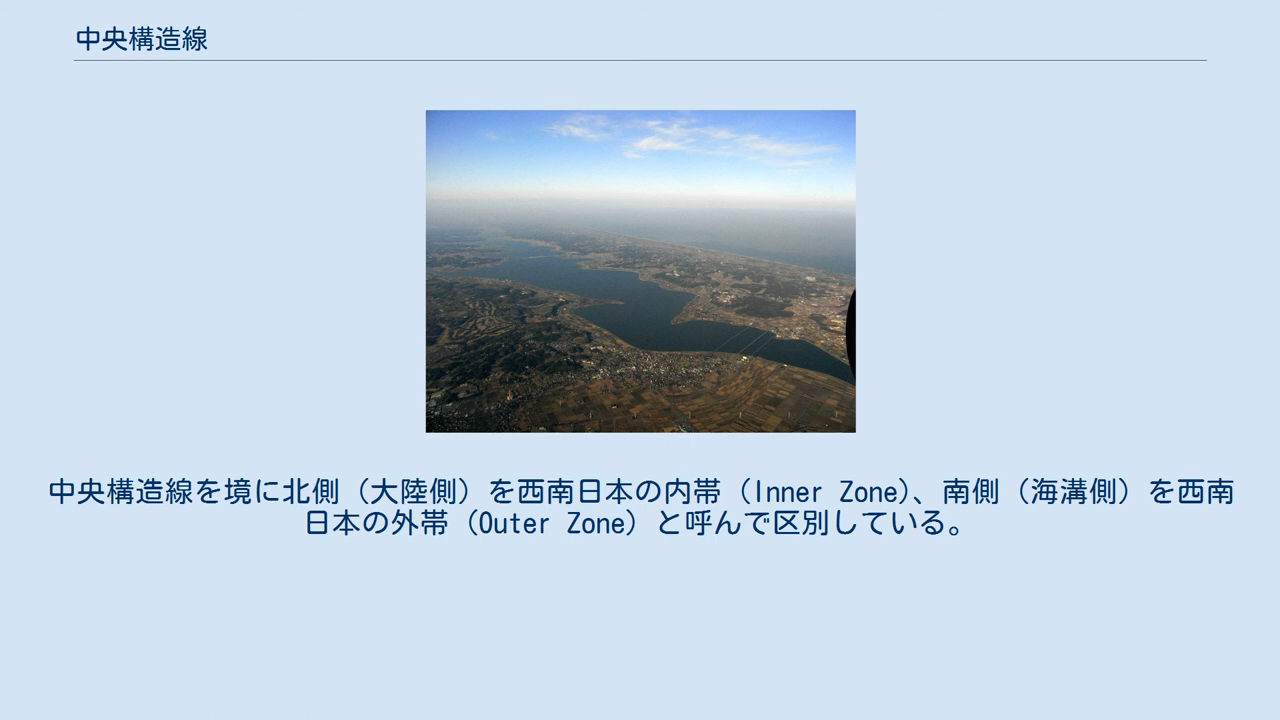 中央構造線
中央構造線を境に北側（大陸側）を西南日本の内帯（Inner Zone）、南側（海溝側）を西南
日本の外帯（Outer Zone）と呼んで区別している。